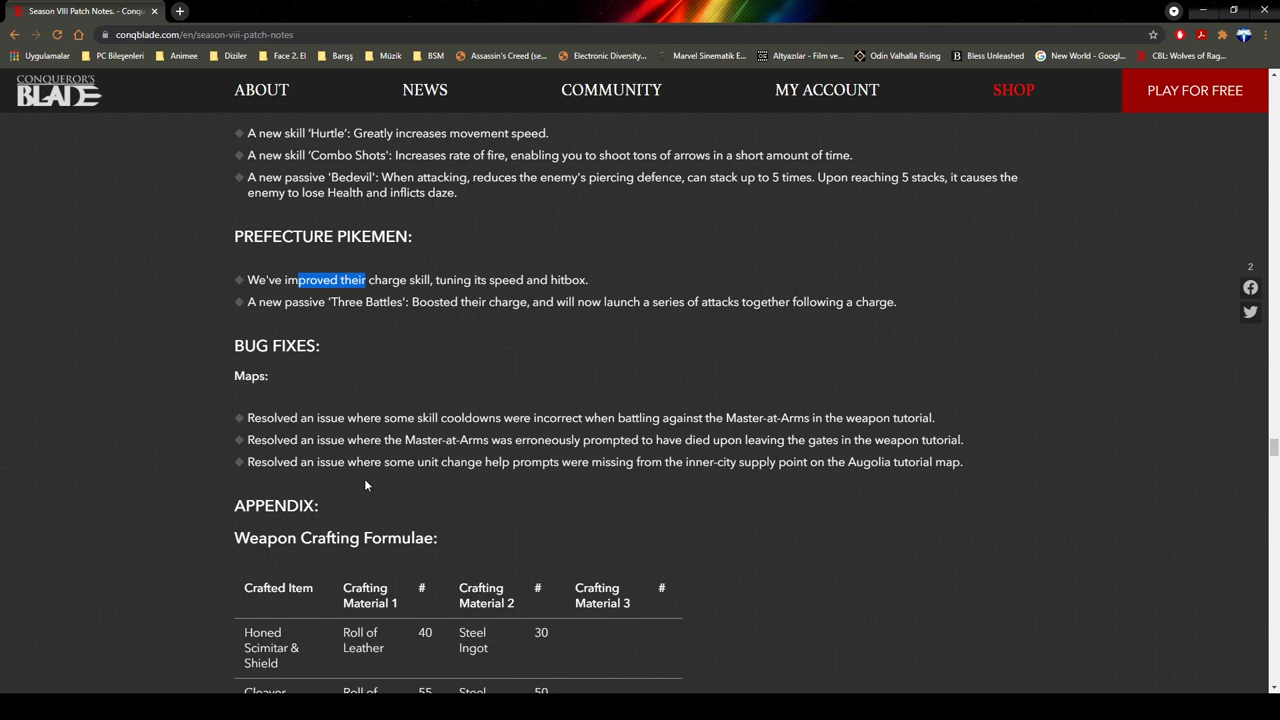 Season VIII Patch Notes. - Conqu
conqblade.com/en/season-viii-patch-notes
Uygulamalar PC Bileşenleri Animee Diziler Face 2. El Barışş Müzik BSM Assassin's Creed (se... Electronic Diversity... Marvel Sinematik E... Altyazılar - Film ve... Odin Valhalla Rising Bless Unleashed New World - Googl... CBL: Wolves of Rag...
CONQUEROR'S
BLADE
ABOUT NEWS COMMUNITY MY ACCOUNT SHOP PLAY FOR FREE
A new skill 'Hurtle': Greatly increases movement speed.
A new skill 'Combo Shots': Increases rate of fire, enabling you to shoot tons of arrows in a short amount of time.
A new passive 'Bedevil': When attacking, reduces the enemy's piercing defence, can stack up to 5 times. Upon reaching 5 stacks, it causes the
enemy to lose Health and inflicts daze.
PREFECTURE PIKEMEN:
We've improved their charge skill, tuning its speed and hitbox.
A new passive 'Three Battles': Boosted their charge, and will now launch a series of attacks together following a charge.
2
BUG FIXES:
Maps:
Resolved an issue where some skill cooldowns were incorrect when battling against the Master-at-Arms in the weapon tutorial.
Resolved an issue where the Master-at-Arms was erroneously prompted to have died upon leaving the gates in the weapon tutorial.
Resolved an issue where some unit change help prompts were missing from the inner-city supply point on the Augolia tutorial map.
APPENDIX:
Weapon Crafting Formulae:
Crafted Item Crafting # Crafting # Crafting #
Material 1 Material 2 Material 3
Honed Roll of 40 Steel 30
Scimitar & Leather Ingot
Shield
Cleaver Roll of 55 Steel 50